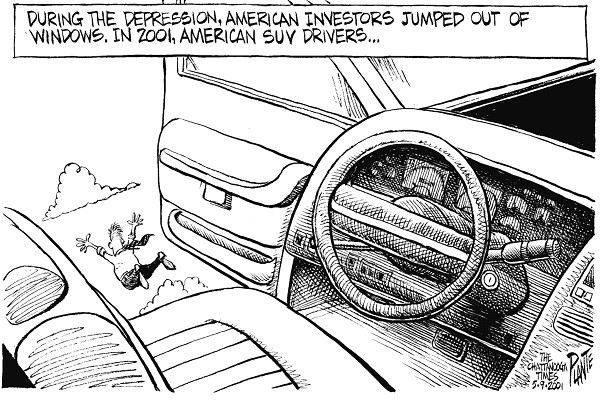 DURING THE DEPRESSION, AMERICAN INVESTORS JUMPED OUT OF
WINDOWS. IN 2001, AMERICAN SUV DRIVERS...
THE
CHATTANOOGA
TIMES
5.9.2001
PLANTE